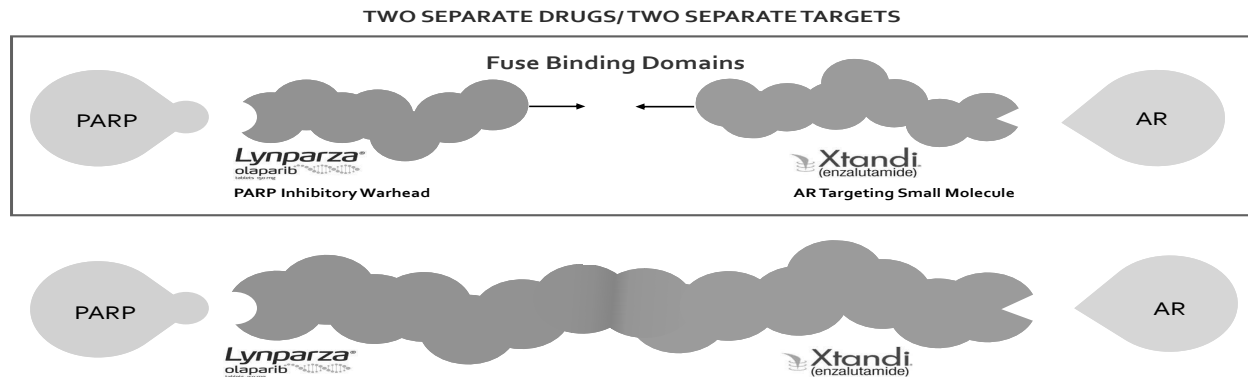 TWO SEPARATE DRUGS/ TWO SEPARATE TARGETS
Fuse Binding Domains
PARP
AR
Lynparza®
olaparib
Xtandi
(enzalutamide)
PARP Inhibitory Warhead
AR Targeting Small Molecule
PARP
AR
Lynparza®
olaparib
Xtandi
(enzalutamide)